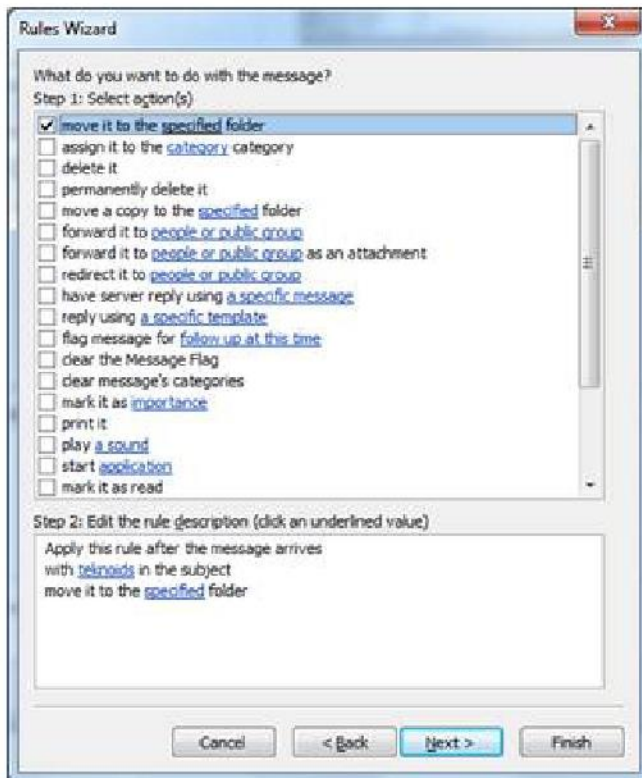 Rules Wizard
What do you want to do with the message?
Step 1: Select action(s)
move it to the specified folder
assign it to the category category
delete it
permanently delete it
move a copy to the specified folder
forward it to people or public group
forward it to people or public group as an attachment
redirect it to people or public group
have server reply using a specific message
reply using a specific template
flag message for follow up at this time
clear the Message Flag
clear message's categories
mark it as importance
print it
play a sound
start application
mark it as read
Step 2: Edit the rule description (click an underlined value)
Apply this rule after the message arrives
with teknoids in the subject
move it to the specified folder
Cancel < Back Next > Finish